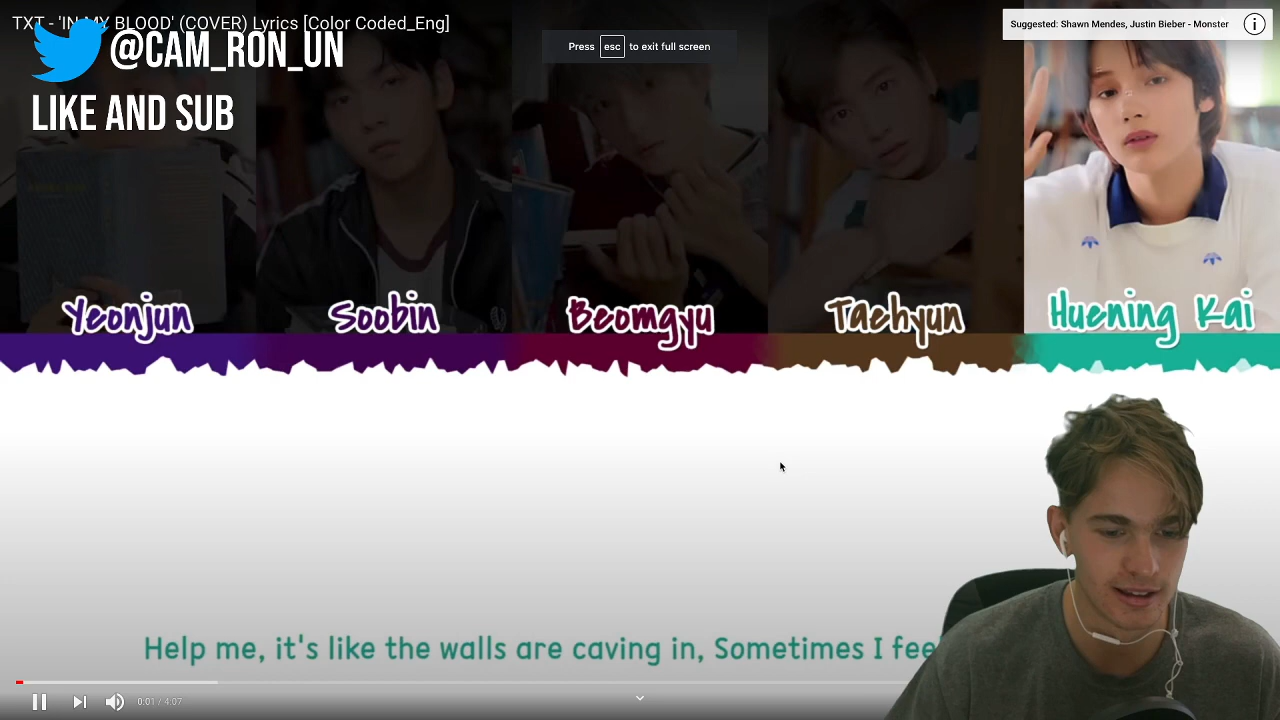 TXT - 'IN MY BLOOD' (COVER) Lyrics [Color Coded_Eng]
@CAM_RON_UN
LIKE AND SUB
Press esc to exit full screen
Suggested: Shawn Mendes, Justin Bieber - Monster
Yeonjun
Soobin
Beomgyu
Taehyun
Huening Kai
Help me, it's like the walls are caving in, Sometimes I fee
0:01 / 4:07